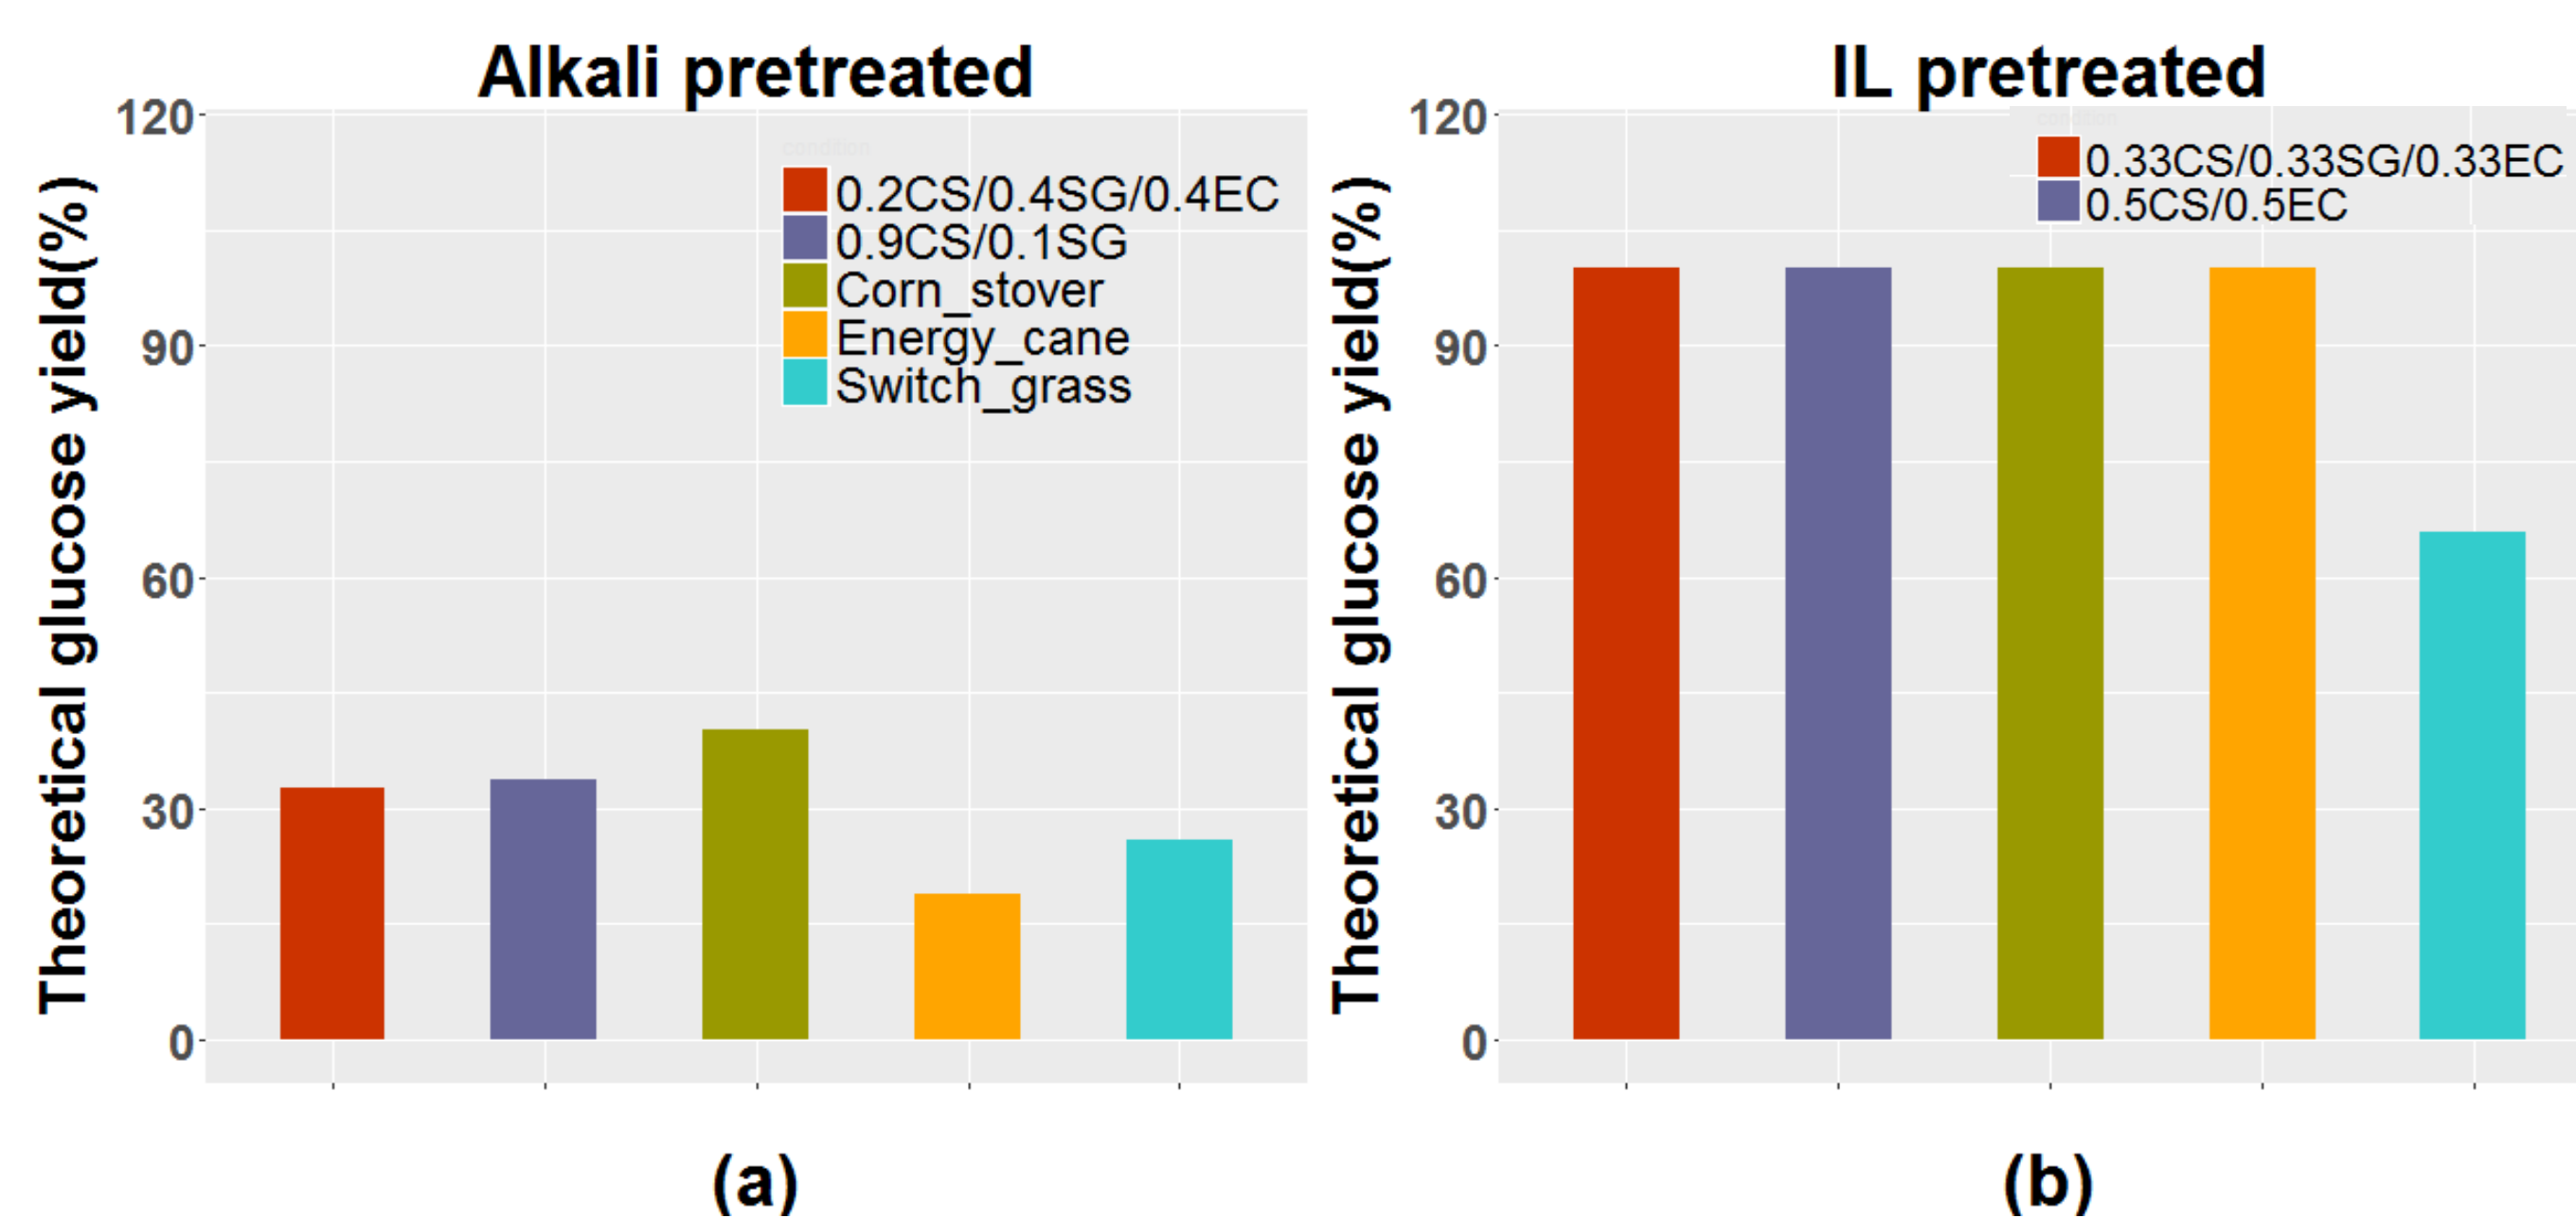 Alkali pretreated
Theoretical glucose yield(%)
120
90
60
30
0
condition
0.2CS/0.4SG/0.4EC
0.9CS/0.1SG
Corn_stover
Energy_cane
Switch_grass
(a)
IL pretreated
Theoretical glucose yield(%)
120
90
60
30
0
condition
0.33CS/0.33SG/0.33EC
0.5CS/0.5EC
(b)